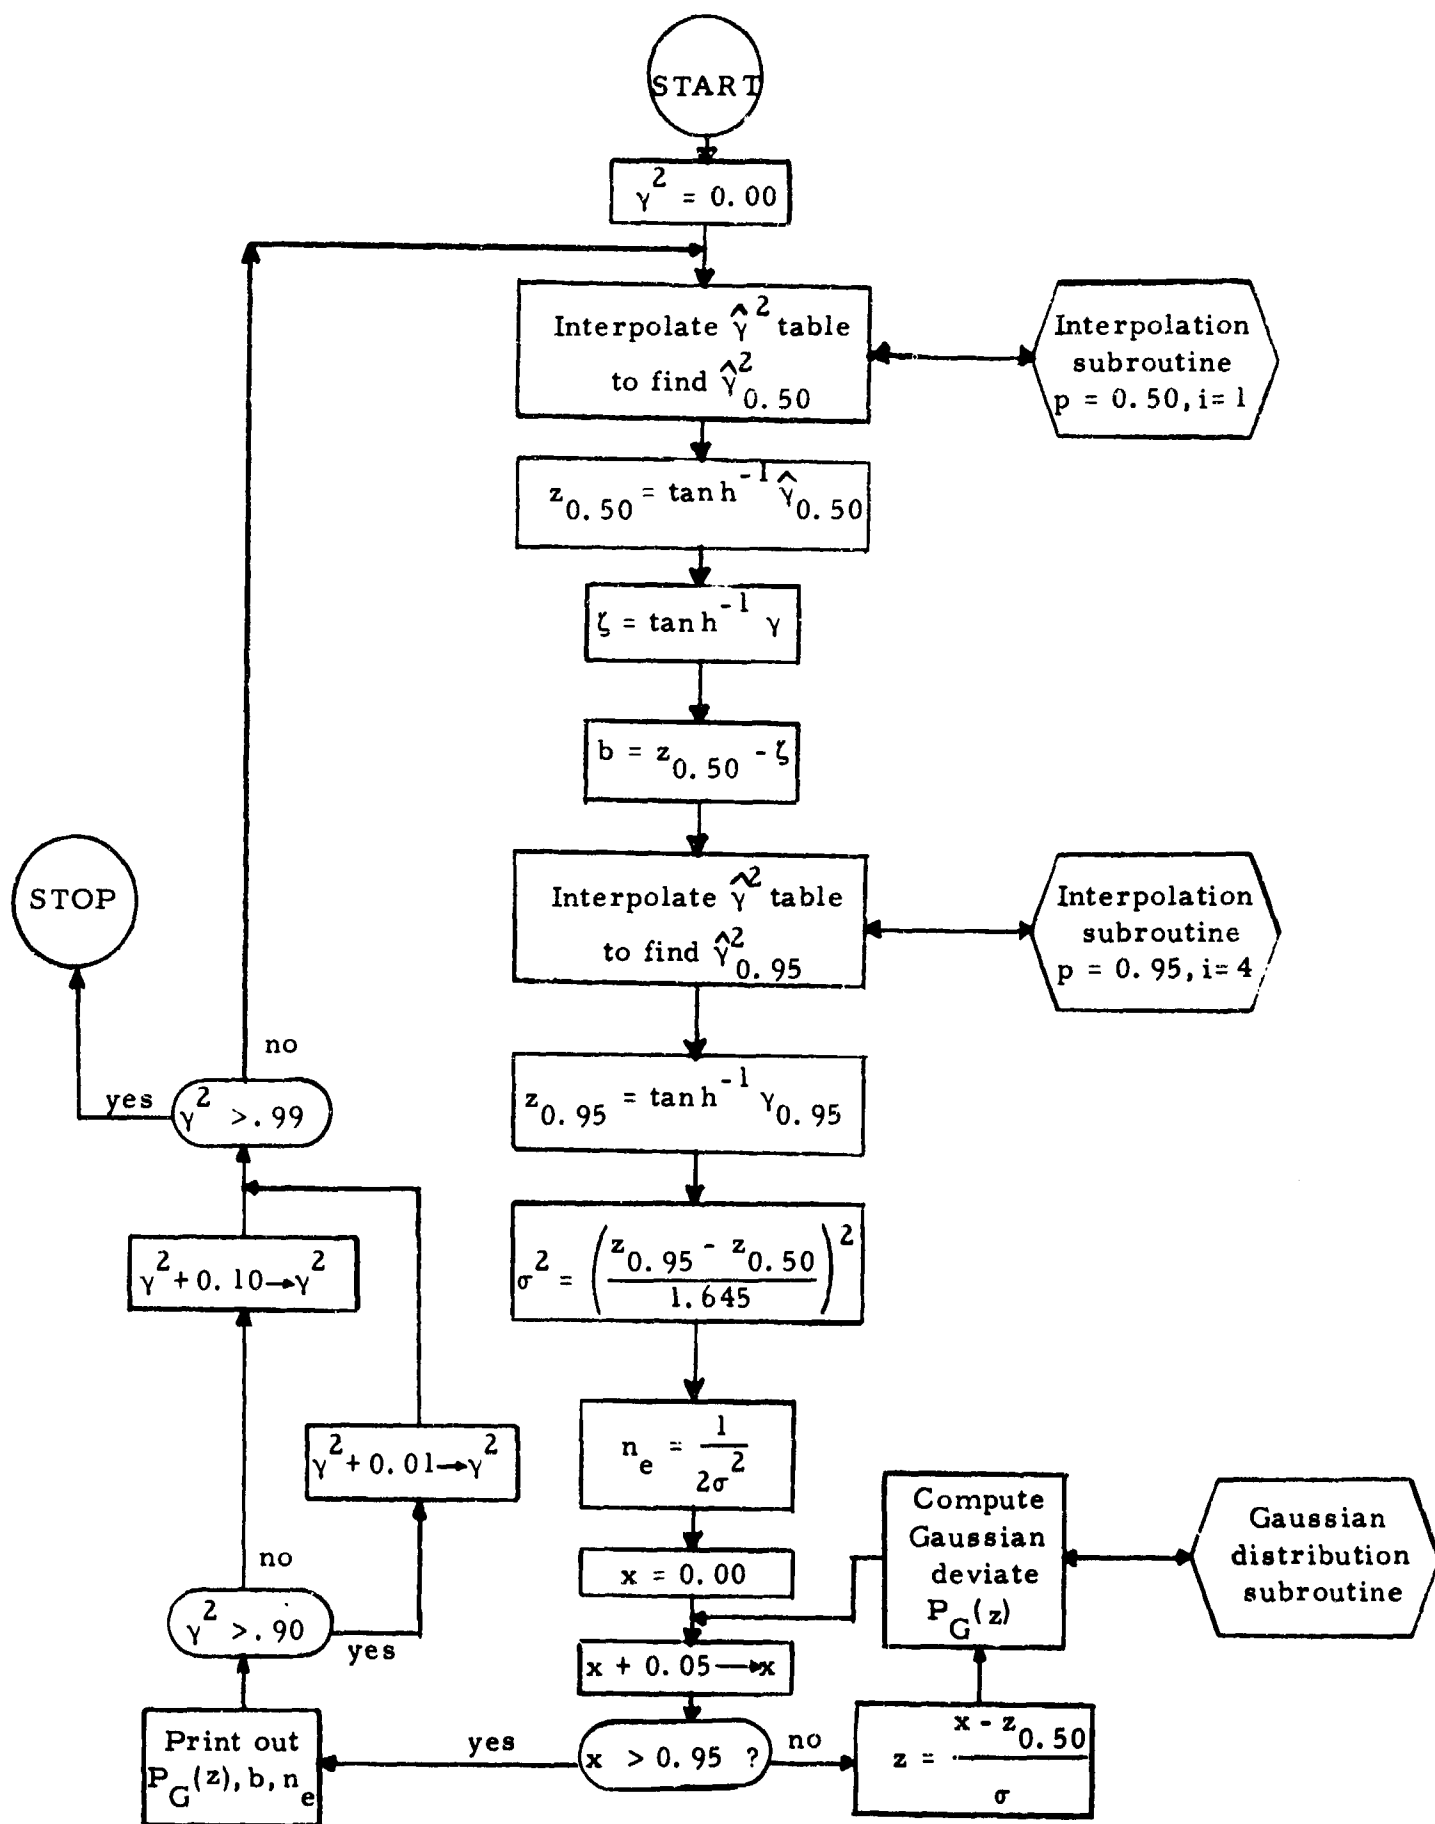 START
γ² = 0.00
Interpolate γ̂² table
to find γ̂²0.50
Interpolation
subroutine
p = 0.50, i=1
z0.50 = tanh⁻¹ γ̂0.50
ζ = tanh⁻¹ γ
b = z0.50 - ζ
Interpolate γ̂² table
to find γ̂²0.95
Interpolation
subroutine
p = 0.95, i=4
z0.95 = tanh⁻¹ γ0.95
σ² = ( z0.95 - z0.50 )²
1.645
ne = 1
2σ²
x = 0.00
x + 0.05→x
x > 0.95 ?
no
z = x - z0.50
σ
Compute
Gaussian
deviate
PG(z)
Gaussian
distribution
subroutine
yes
Print out
PG(z), b, ne
γ² >.90
yes
γ² + 0.01→γ²
no
γ² + 0.10→γ²
γ² >.99
no
yes
STOP